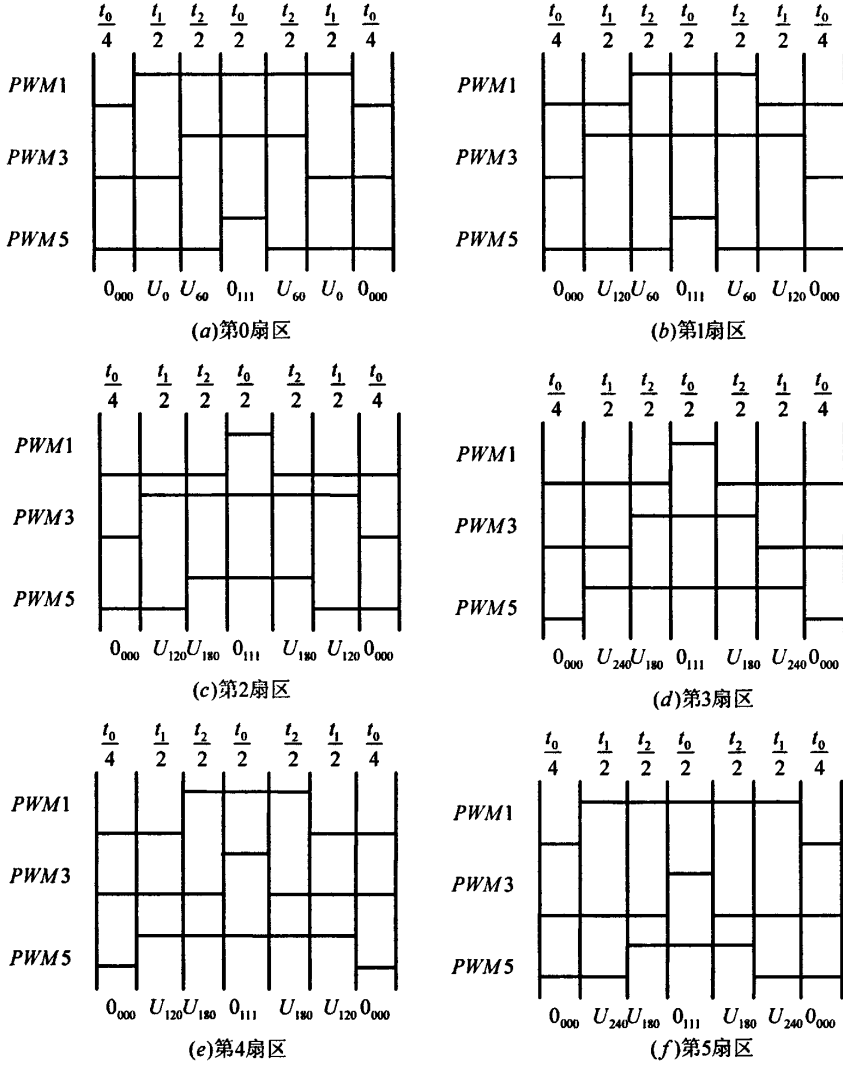 t₀/4 t₁/2 t₂/2 t₀/2 t₂/2 t₁/2 t₀/4
PWM1
PWM3
PWM5
0₀₀₀ U₀ U₆₀ 0₁₁₁ U₆₀ U₀ 0₀₀₀
(a)第0扇区
t₀/4 t₁/2 t₂/2 t₀/2 t₂/2 t₁/2 t₀/4
PWM1
PWM3
PWM5
0₀₀₀ U₁₂₀ U₆₀ 0₁₁₁ U₆₀ U₁₂₀ 0₀₀₀
(b)第1扇区
t₀/4 t₁/2 t₂/2 t₀/2 t₂/2 t₁/2 t₀/4
PWM1
PWM3
PWM5
0₀₀₀ U₁₂₀ U₁₈₀ 0₁₁₁ U₁₈₀ U₁₂₀ 0₀₀₀
(c)第2扇区
t₀/4 t₁/2 t₂/2 t₀/2 t₂/2 t₁/2 t₀/4
PWM1
PWM3
PWM5
0₀₀₀ U₂₄₀ U₁₈₀ 0₁₁₁ U₁₈₀ U₂₄₀ 0₀₀₀
(d)第3扇区
t₀/4 t₁/2 t₂/2 t₀/2 t₂/2 t₁/2 t₀/4
PWM1
PWM3
PWM5
0₀₀₀ U₁₂₀ U₁₈₀ 0₁₁₁ U₁₈₀ U₁₂₀ 0₀₀₀
(e)第4扇区
t₀/4 t₁/2 t₂/2 t₀/2 t₂/2 t₁/2 t₀/4
PWM1
PWM3
PWM5
0₀₀₀ U₂₄₀ U₁₈₀ 0₁₁₁ U₁₈₀ U₂₄₀ 0₀₀₀
(f)第5扇区